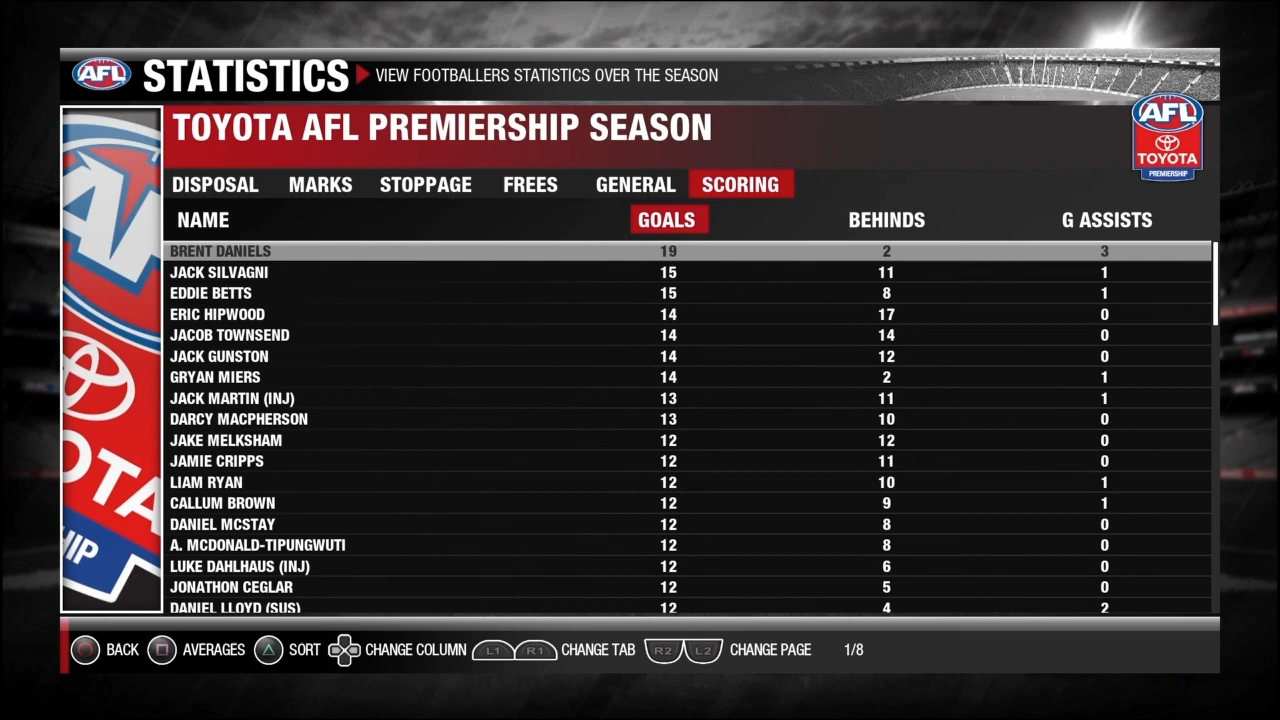 AFL STATISTICS VIEW FOOTBALLERS STATISTICS OVER THE SEASON
TOYOTA AFL PREMIERSHIP SEASON
AFL
TOYOTA
PREMIERSHIP
DISPOSAL MARKS STOPPAGE FREES GENERAL SCORING
NAME GOALS BEHINDS G ASSISTS
BRENT DANIELS 19 2 3
JACK SILVAGNI 15 11 1
EDDIE BETTS 15 8 1
ERIC HIPWOOD 14 17 0
JACOB TOWNSEND 14 14 0
JACK GUNSTON 14 12 0
GRYAN MIERS 14 2 1
JACK MARTIN (INJ) 13 11 1
DARCY MACPHERSON 13 10 0
JAKE MELKSHAM 12 12 0
JAMIE CRIPPS 12 11 0
LIAM RYAN 12 10 1
CALLUM BROWN 12 9 1
DANIEL MCSTAY 12 8 0
A. MCDONALD-TIPUNGWUTI 12 8 0
LUKE DAHLHAUS (INJ) 12 6 0
JONATHON CEGLAR 12 5 0
DANIEL LLOYD (SUS) 12 4 2
OTA
HIP
BACK AVERAGES SORT CHANGE COLUMN L1 R1 CHANGE TAB R2 L2 CHANGE PAGE 1/8